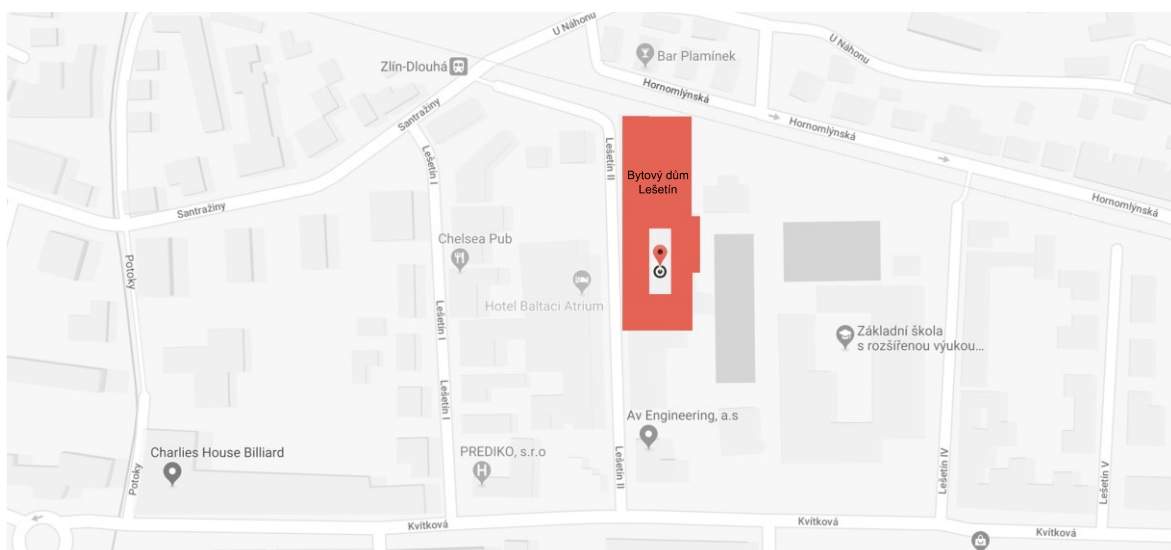 U Náhonu
U Náhonu
Bar Plamínek
Zlín-Dlouhá
Hornomlýnská
Hornomlýnská
Hornomlýnská
Santražiny
Santražiny
Lešetín I
Lešetín II
Bytový dům
Lešetín
Chelsea Pub
Potoky
Hotel Baltaci Atrium
Lešetín I
Základní škola
s rozšířenou výukou...
Lešetín I
Av Engineering, a.s
Charlies House Billiard
PREDIKO, s.r.o
H
Potoky
Lešetín II
Lešetín IV
Lešetín V
Kvítková
Kvítková
Kvítková